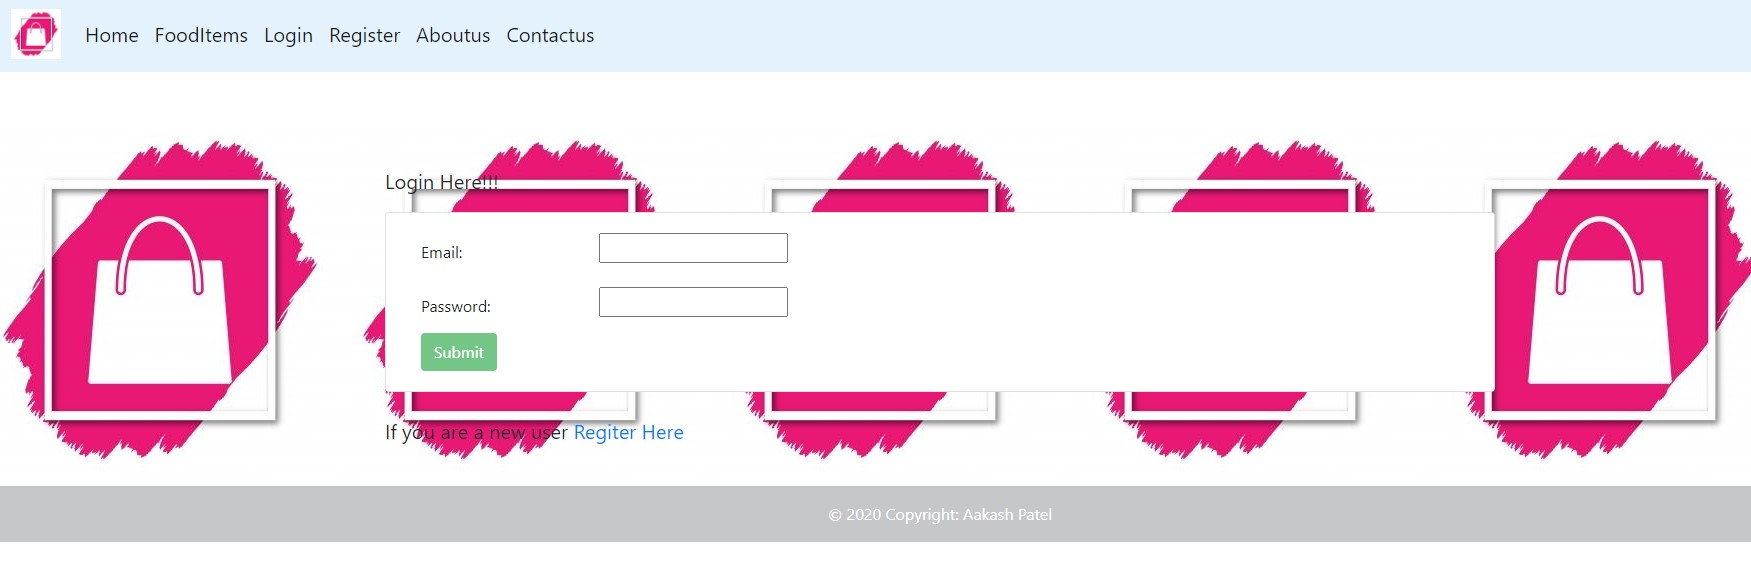 Home FoodItems Login Register Aboutus Contactus
Login Here!!!
Email:
Password:
Submit
If you are a new user Regiter Here
© 2020 Copyright: Aakash Patel